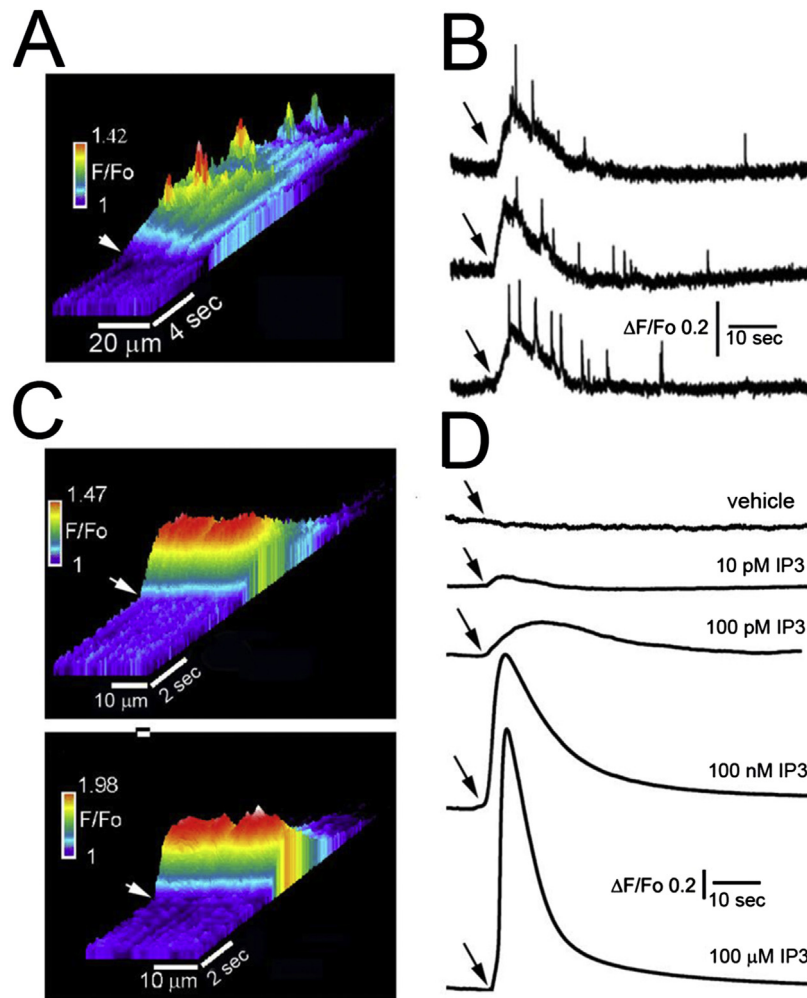 A
1.42
F/Fo
1
20 μm
4 sec
B
ΔF/Fo 0.2
10 sec
C
1.47
F/Fo
1
10 μm
2 sec
1.98
F/Fo
1
10 μm
2 sec
D
vehicle
10 pM IP3
100 pM IP3
100 nM IP3
ΔF/Fo 0.2
10 sec
100 μM IP3